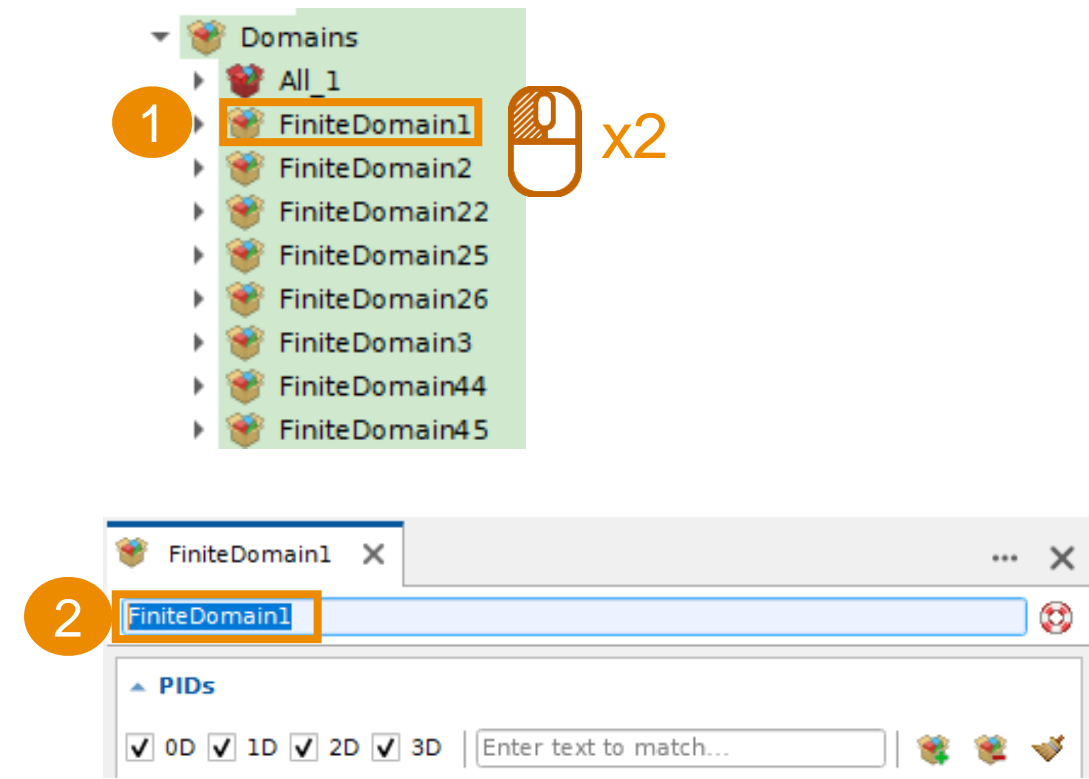 Domains
All_1
1
FiniteDomain1
x2
FiniteDomain2
FiniteDomain22
FiniteDomain25
FiniteDomain26
FiniteDomain3
FiniteDomain44
FiniteDomain45
FiniteDomain1
2
FiniteDomain1
PIDs
0D 1D 2D 3D Enter text to match...